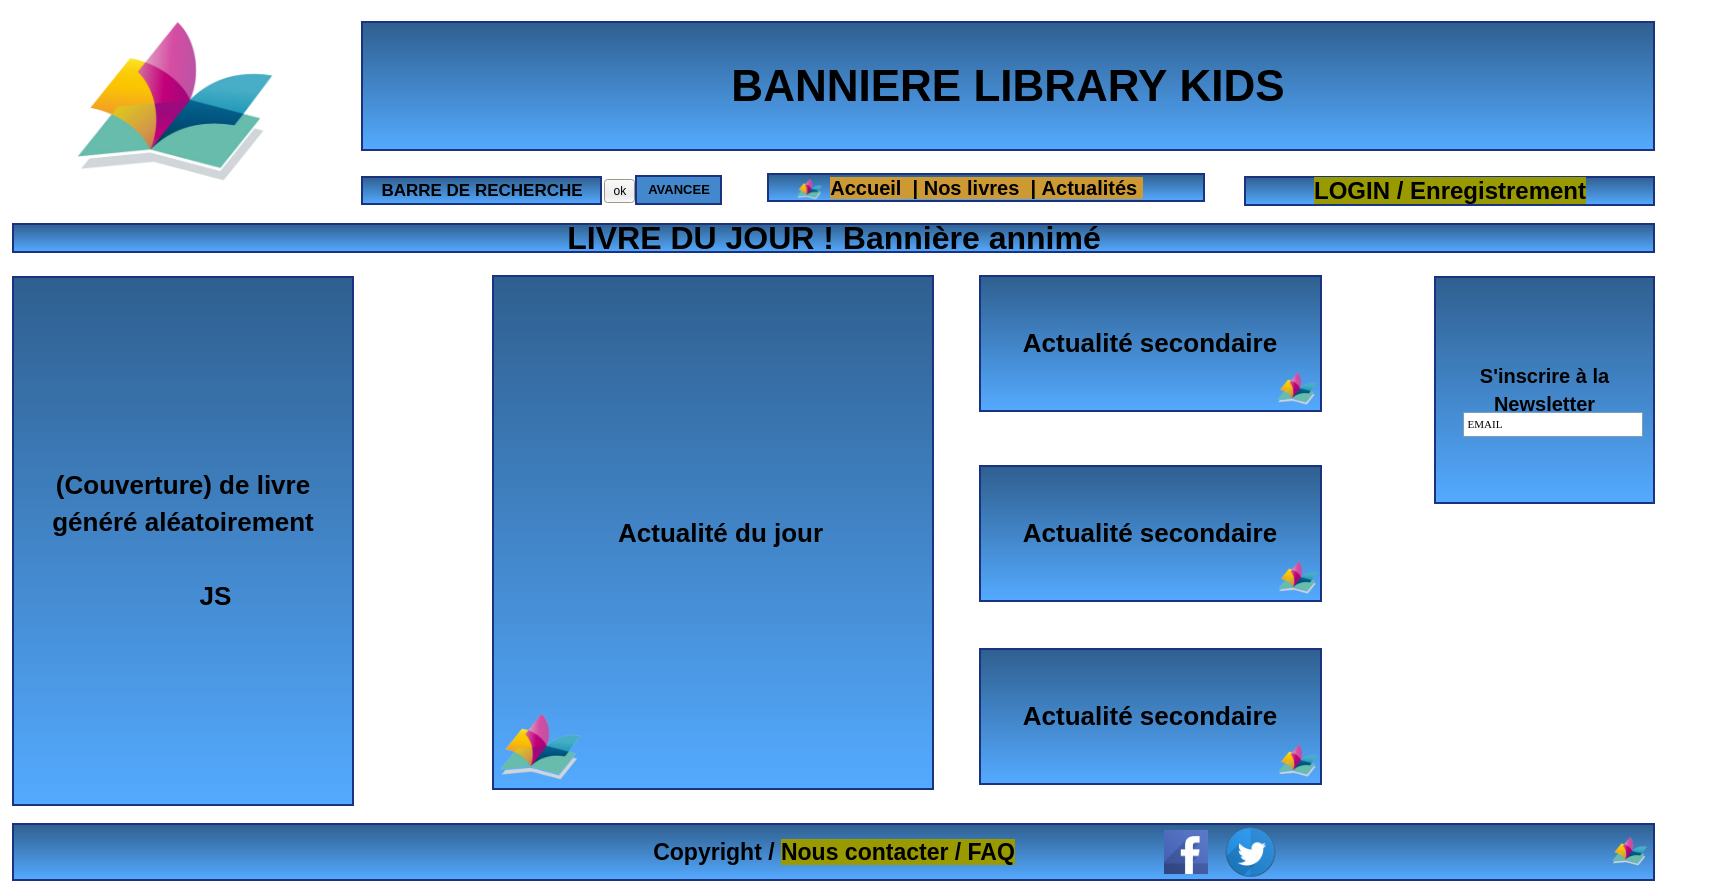 BANNIERE LIBRARY KIDS
BARRE DE RECHERCHE
ok
AVANCEE
Accueil | Nos livres | Actualités
LOGIN / Enregistrement
LIVRE DU JOUR ! Bannière annimé
(Couverture) de livre
généré aléatoirement
JS
Actualité du jour
Actualité secondaire
Actualité secondaire
Actualité secondaire
S'inscrire à la
Newsletter
EMAIL
Copyright / Nous contacter / FAQ